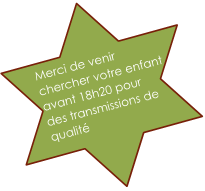 Merci de venir
chercher votre enfant
avant 18h20 pour
des transmissions de
qualité